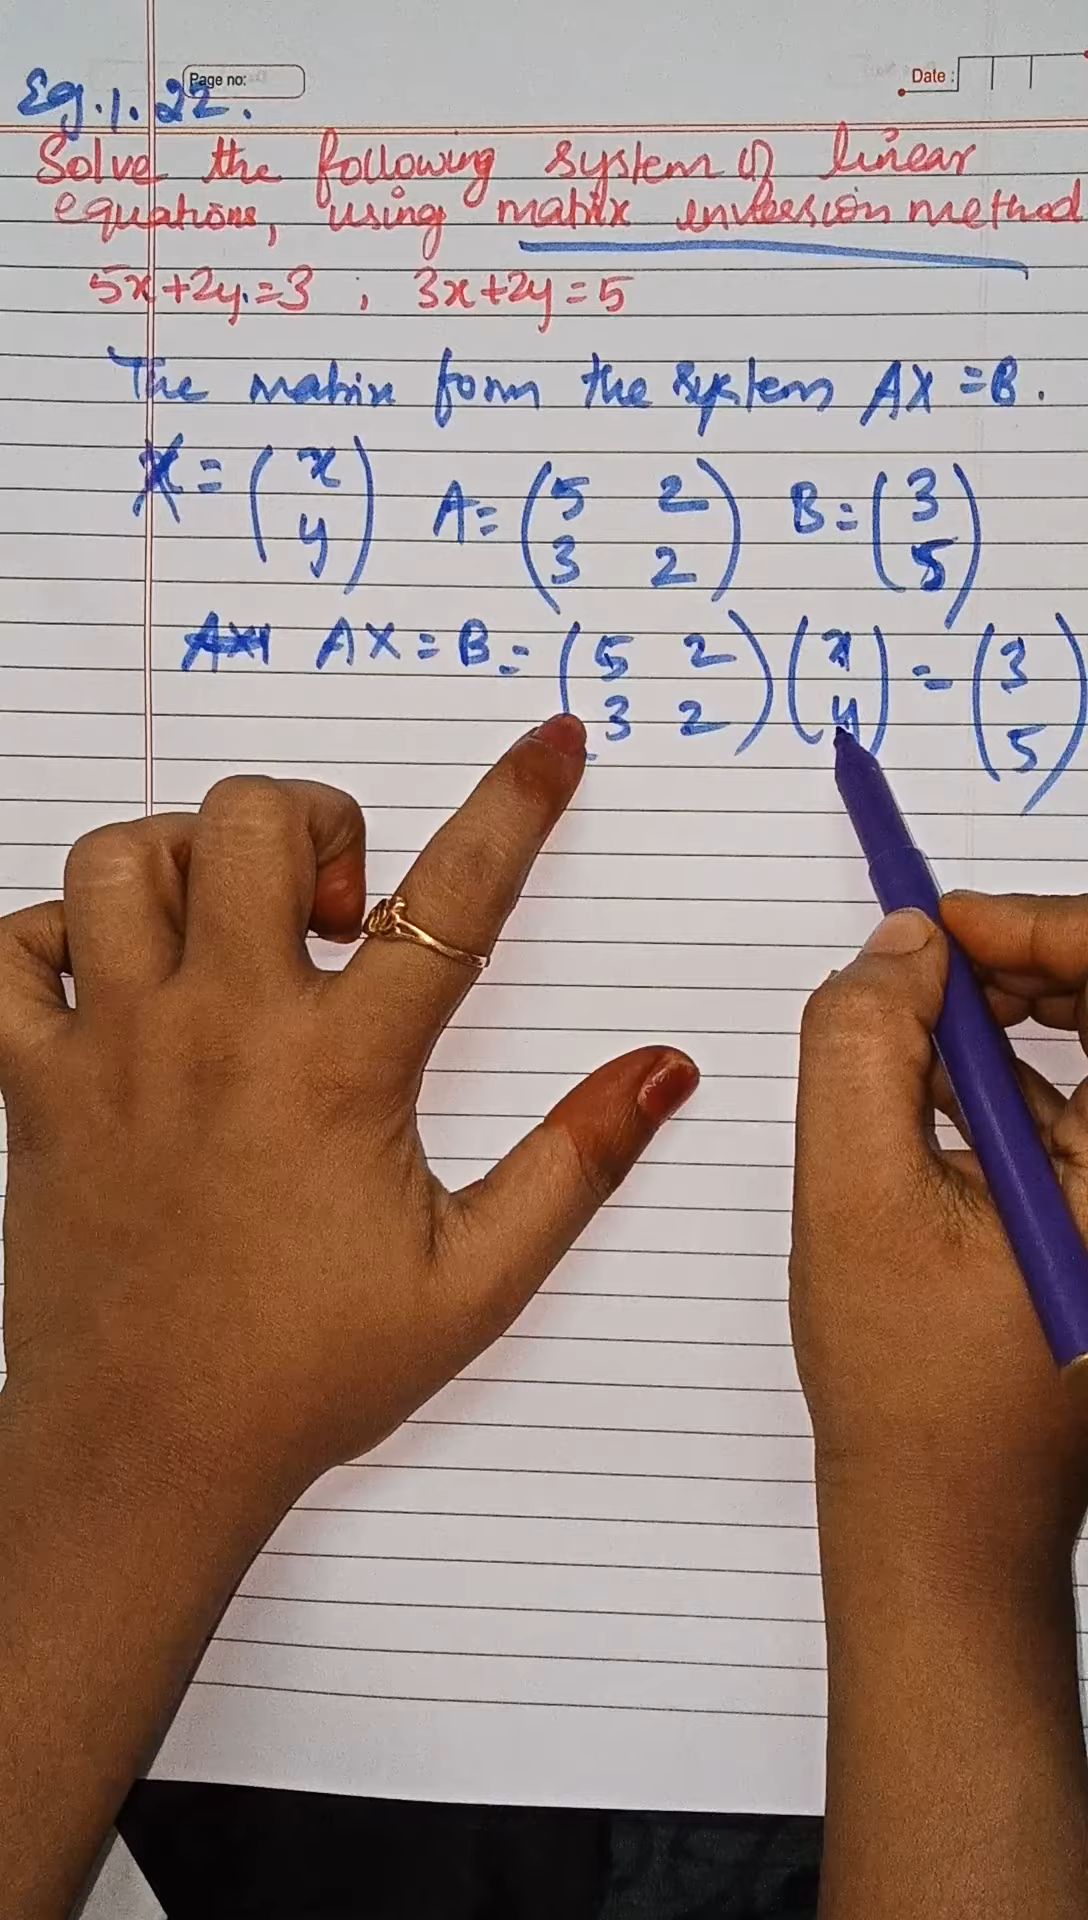 Page no:
Date :
Eg.1.22.
Solve the following system of linear
equations, using matrix inversion method
5x+2y=3 ; 3x+2y=5
The matrix form the system AX=B.
X = (x y) A = (5 2 3 2) B = (3 5)
AX = B = (5 2 3 2) (x y) = (3 5)